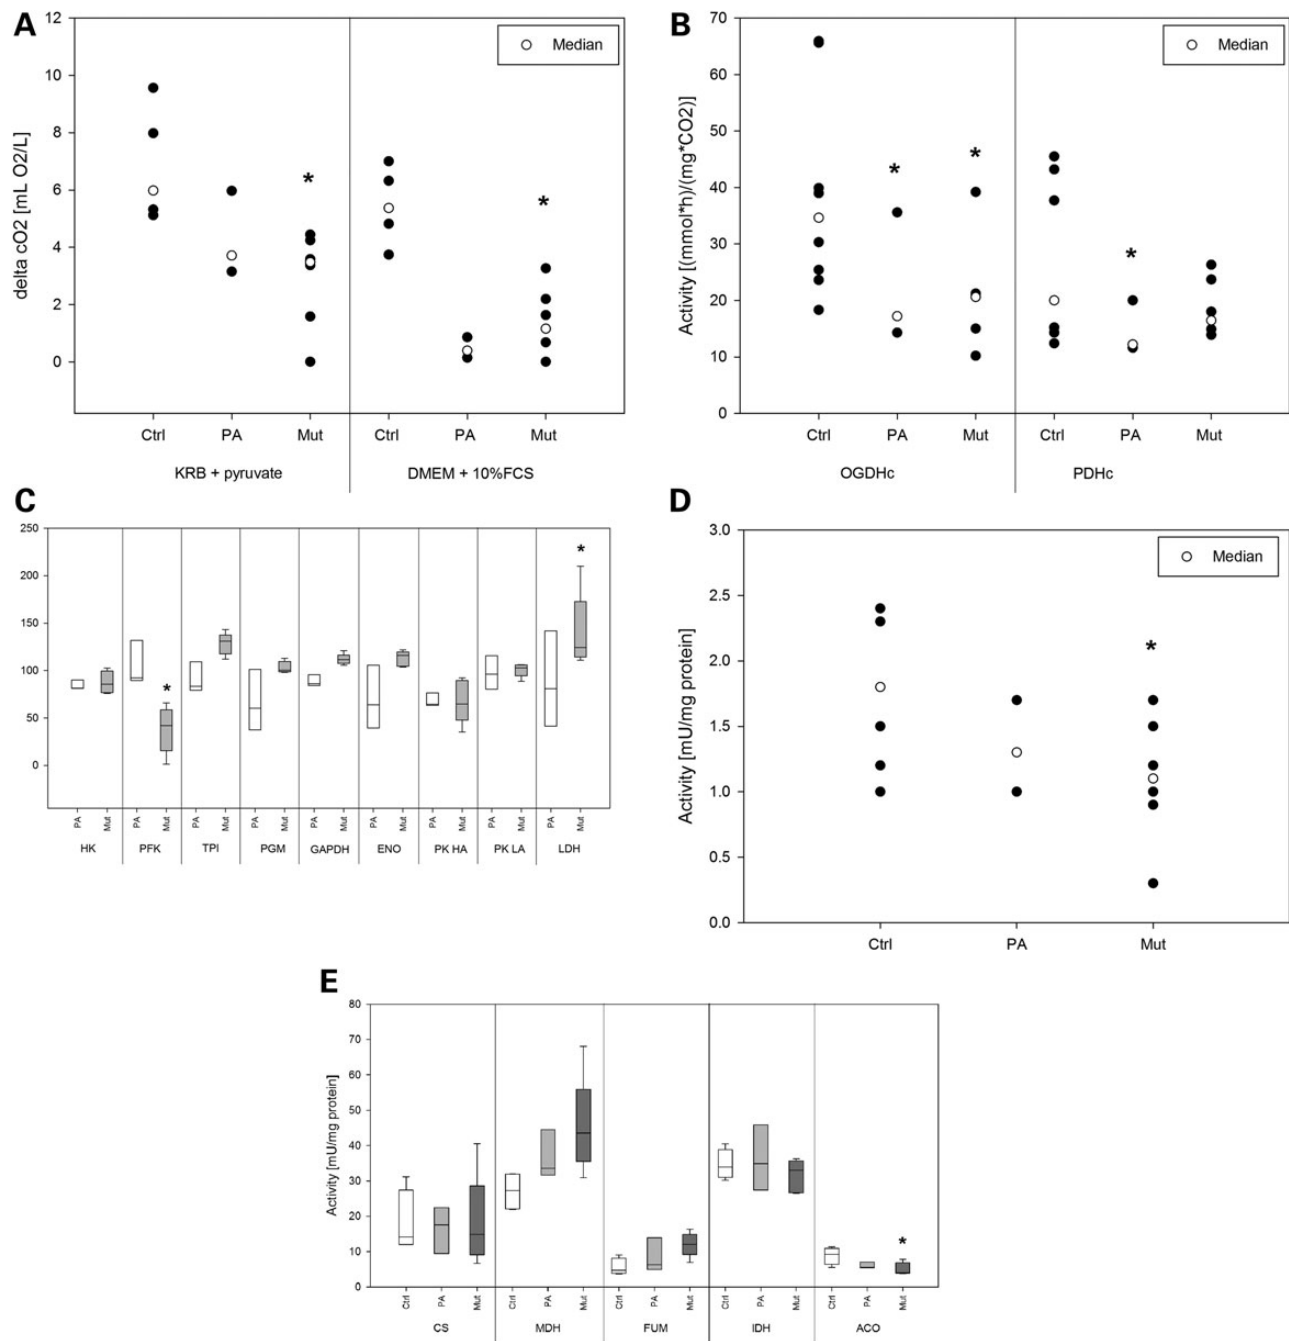 A
12
10
8
6
4
2
0
delta cO2 [mL O2/L]
Median
*
*
Ctrl PA Mut Ctrl PA Mut
KRB + pyruvate DMEM + 10%FCS
B
70
60
50
40
30
20
10
0
Activity [(mmol*h)/(mg*CO2)]
Median
* *
*
Ctrl PA Mut Ctrl PA Mut
OGDHc PDHc
C
250
200
150
100
50
0
*
*
PA Mut PA Mut PA Mut PA Mut PA Mut PA Mut PA Mut PA Mut PA Mut
HK PFK TPI PGM GAPDH ENO PK HA PK LA LDH
D
3.0
2.5
2.0
1.5
1.0
0.5
0.0
Activity [mU/mg protein]
Median
*
Ctrl PA Mut
E
80
70
60
50
40
30
20
10
0
Activity [mU/mg protein]
*
Ctrl PA Mut Ctrl PA Mut Ctrl PA Mut Ctrl PA Mut Ctrl PA Mut
CS MDH FUM IDH ACO